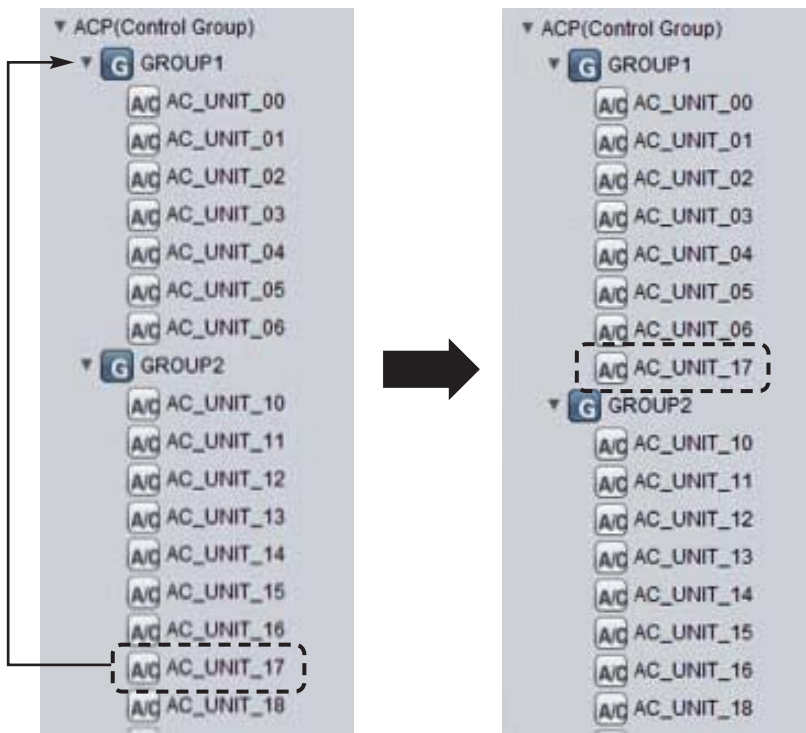 ACP(Control Group)
G GROUP1
A/C AC_UNIT_00
A/C AC_UNIT_01
A/C AC_UNIT_02
A/C AC_UNIT_03
A/C AC_UNIT_04
A/C AC_UNIT_05
A/C AC_UNIT_06
G GROUP2
A/C AC_UNIT_10
A/C AC_UNIT_11
A/C AC_UNIT_12
A/C AC_UNIT_13
A/C AC_UNIT_14
A/C AC_UNIT_15
A/C AC_UNIT_16
A/C AC_UNIT_17
A/C AC_UNIT_18
ACP(Control Group)
G GROUP1
A/C AC_UNIT_00
A/C AC_UNIT_01
A/C AC_UNIT_02
A/C AC_UNIT_03
A/C AC_UNIT_04
A/C AC_UNIT_05
A/C AC_UNIT_06
A/C AC_UNIT_17
G GROUP2
A/C AC_UNIT_10
A/C AC_UNIT_11
A/C AC_UNIT_12
A/C AC_UNIT_13
A/C AC_UNIT_14
A/C AC_UNIT_15
A/C AC_UNIT_16
A/C AC_UNIT_18